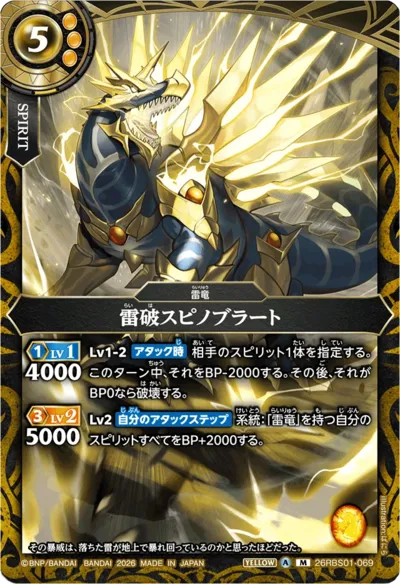 5
SPIRIT
らいりゅう
雷竜
らい は
雷破スピノブラート
1 LV1
4000
Lv1-2 アタック時 相手のスピリット1体を指定する。
このターン中、それをBP-2000する。その後、それが
BP0なら破壊する。
3 LV2
5000
Lv2 自分のアタックステップ 系統:「雷竜」を持つ自分の
スピリットすべてをBP+2000する。
その暴威は、落ちた雷が地上で暴れ回っているのかと思ったほどだった。
©BNP/BANDAI BANDAI 2026 MADE IN JAPAN
YELLOW A M 26RBS01-069